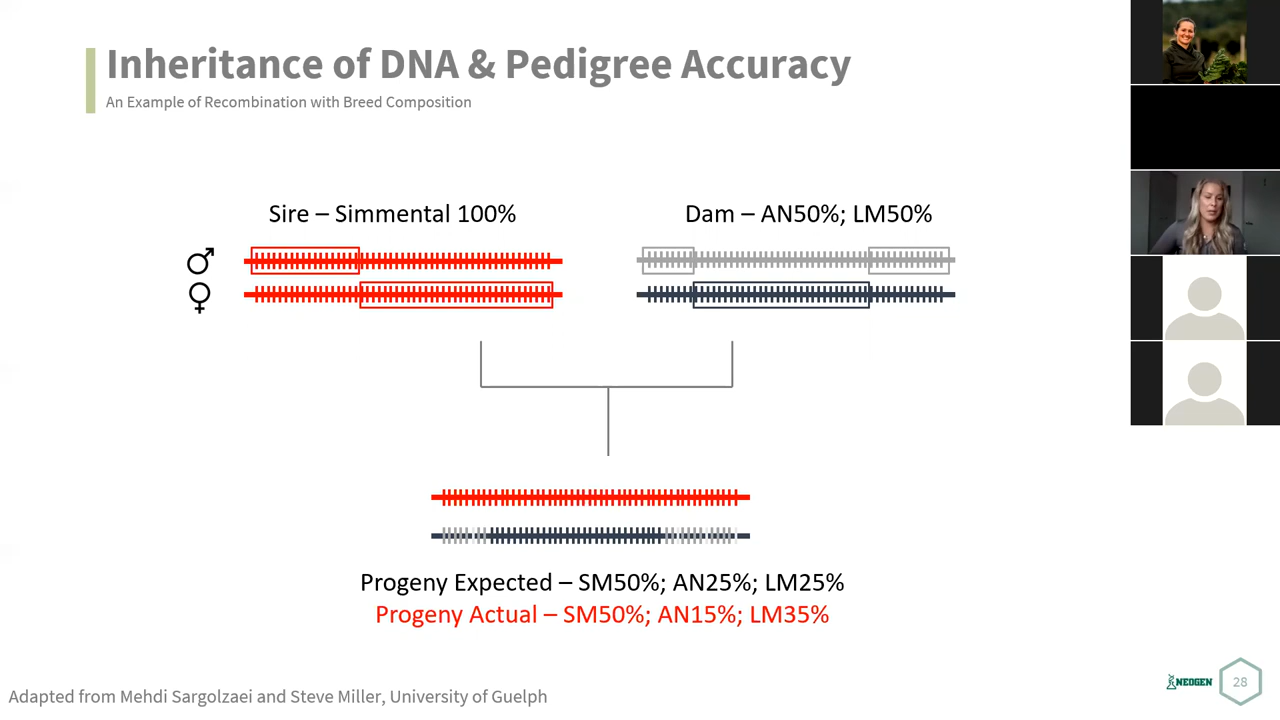 Inheritance of DNA & Pedigree Accuracy
An Example of Recombination with Breed Composition
Sire – Simmental 100%
Dam – AN50%; LM50%
Progeny Expected – SM50%; AN25%; LM25%
Progeny Actual – SM50%; AN15%; LM35%
Adapted from Mehdi Sargolzaei and Steve Miller, University of Guelph
NEOGEN
28